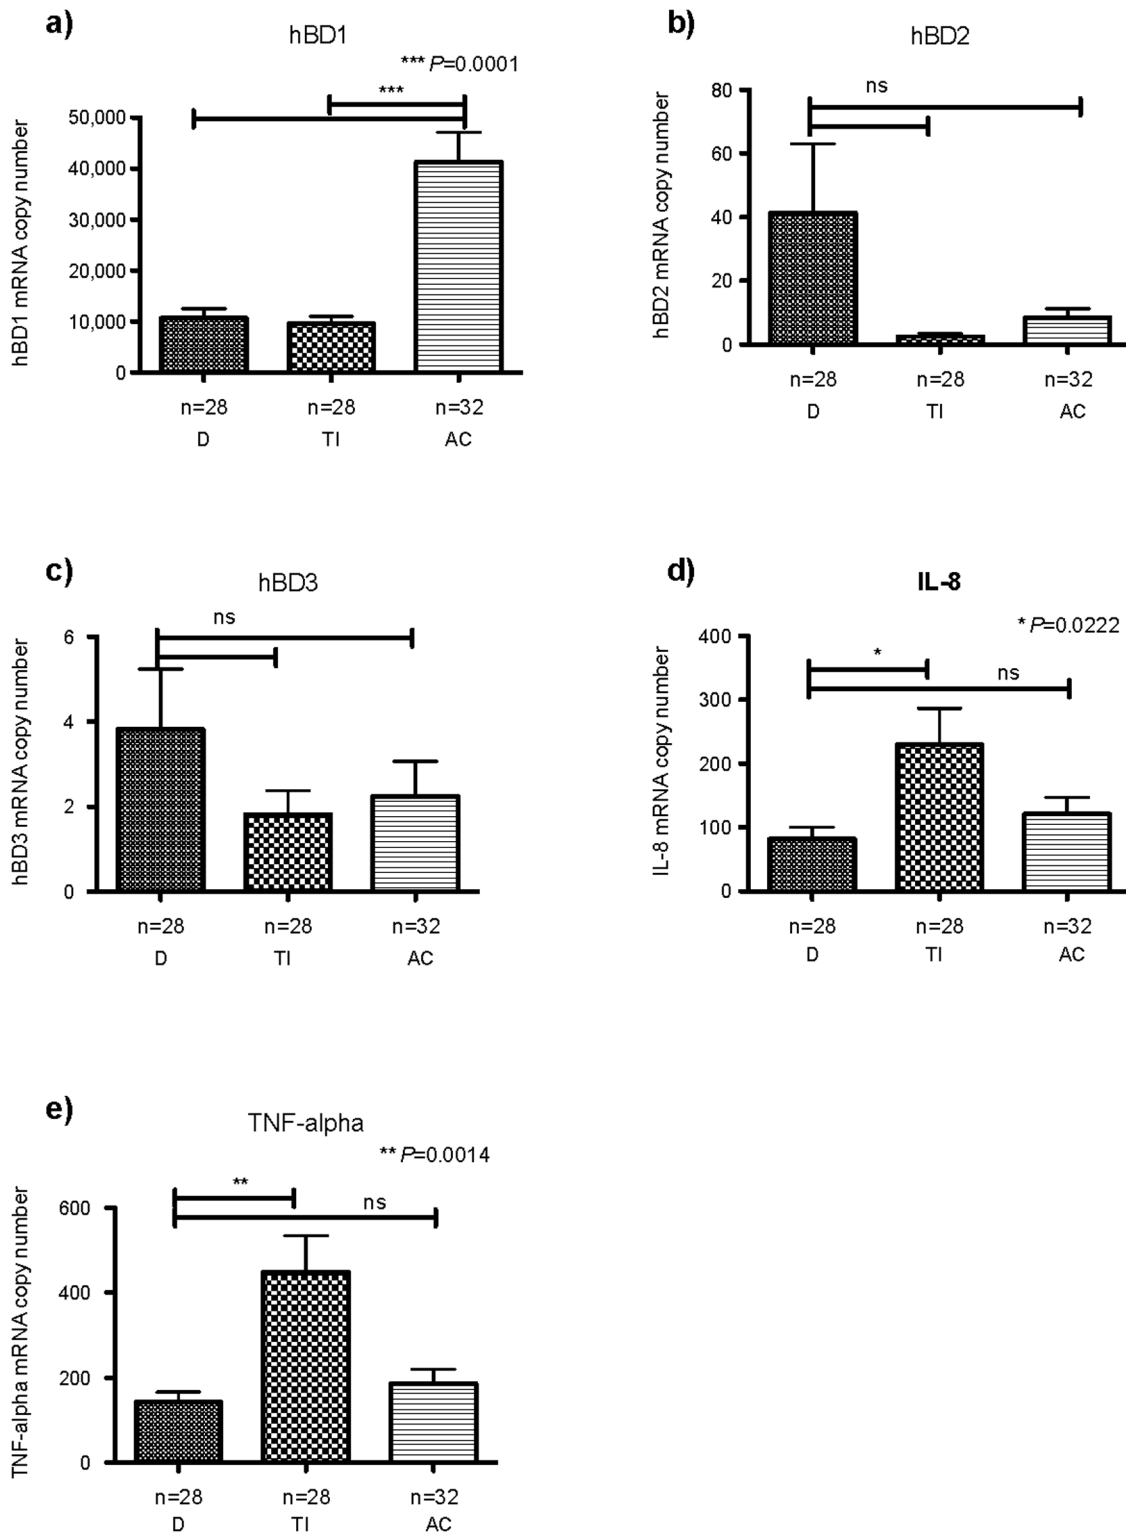 a)
hBD1
*** P=0.0001
***
hBD1 mRNA copy number
50,000
40,000
30,000
20,000
10,000
0
n=28 n=28 n=32
D TI AC
b)
hBD2
ns
hBD2 mRNA copy number
80
60
40
20
0
n=28 n=28 n=32
D TI AC
c)
hBD3
ns
hBD3 mRNA copy number
6
4
2
0
n=28 n=28 n=32
D TI AC
d)
IL-8
* P=0.0222
*
ns
IL-8 mRNA copy number
400
300
200
100
0
n=28 n=28 n=32
D TI AC
e)
TNF-alpha
** P=0.0014
**
ns
TNF-alpha mRNA copy number
600
400
200
0
n=28 n=28 n=32
D TI AC